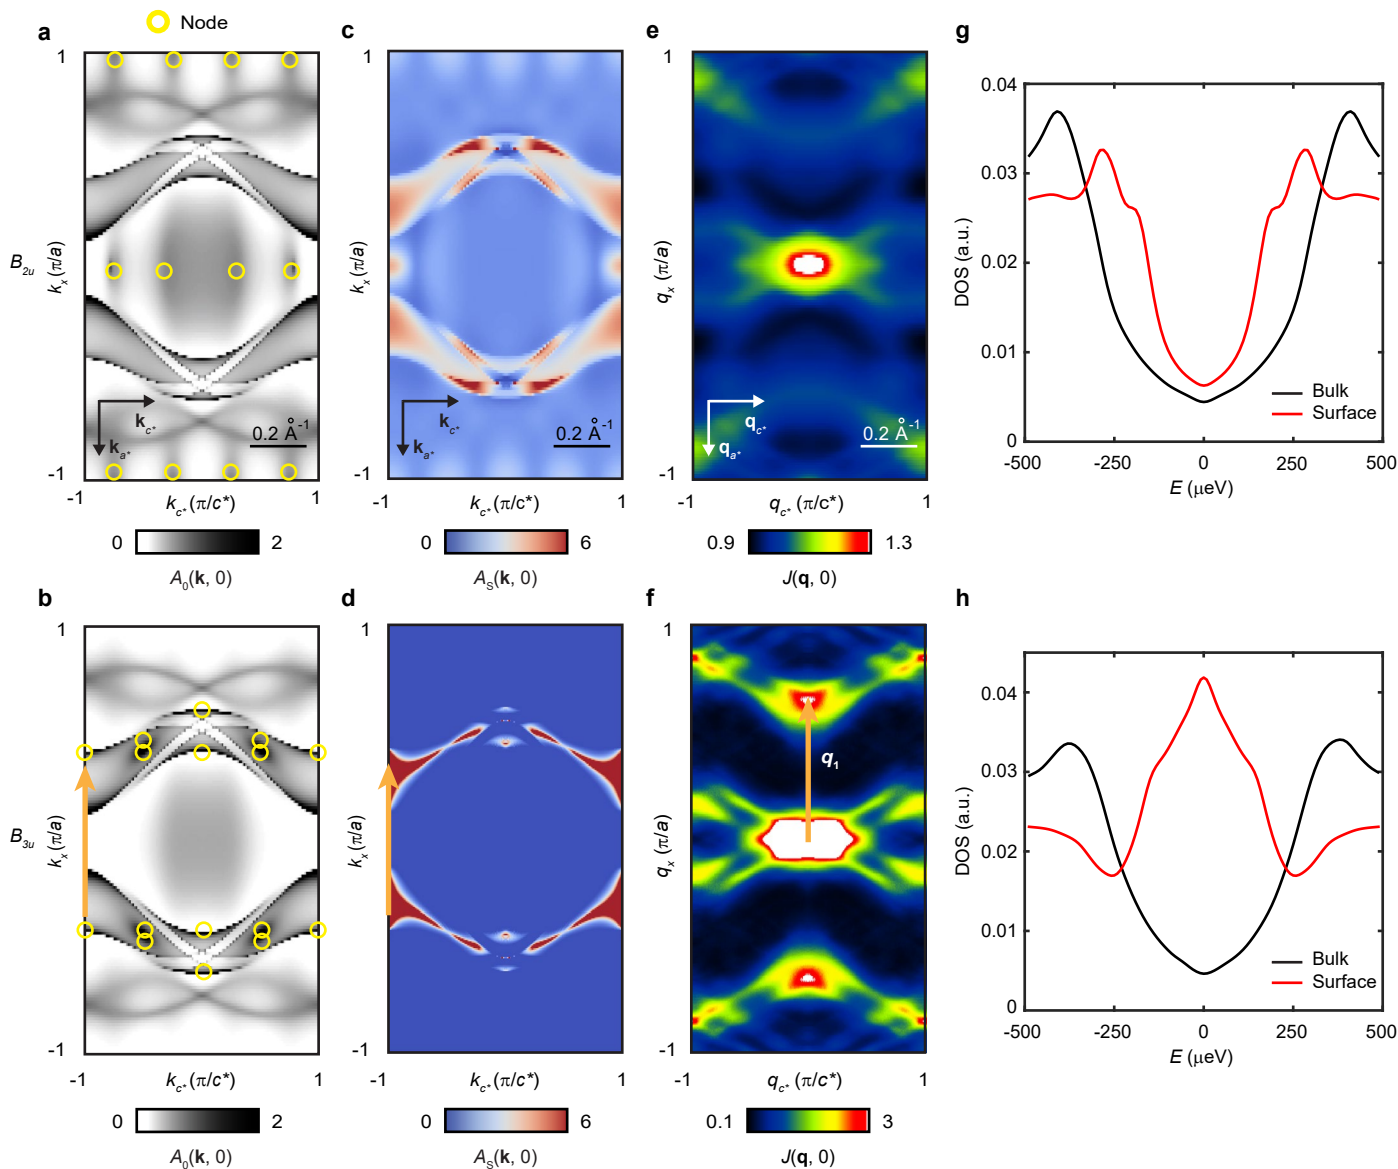 Node
a
c
e
g
1
1
1
B2u
kx (π/a)
kx (π/a)
qx (π/a)
kc*
ka*
0.2 Å-1
kc*
ka*
0.2 Å-1
qc*
qa*
0.2 Å-1
-1
-1
-1
-1
1
-1
1
-1
1
kc* (π/c*)
kc* (π/c*)
qc* (π/c*)
0
2
0
6
0.9
1.3
A0(k, 0)
AS(k, 0)
J(q, 0)
0.04
0.03
0.02
0.01
0
DOS (a.u.)
Bulk
Surface
-500
-250
0
250
500
E (μeV)
b
d
f
h
1
1
1
B3u
kx (π/a)
kx (π/a)
qx (π/a)
q1
-1
-1
-1
-1
1
-1
1
-1
1
kc* (π/c*)
kc* (π/c*)
qc* (π/c*)
0
2
0
6
0.1
3
A0(k, 0)
AS(k, 0)
J(q, 0)
0.04
0.03
0.02
0.01
0
DOS (a.u.)
Bulk
Surface
-500
-250
0
250
500
E (μeV)